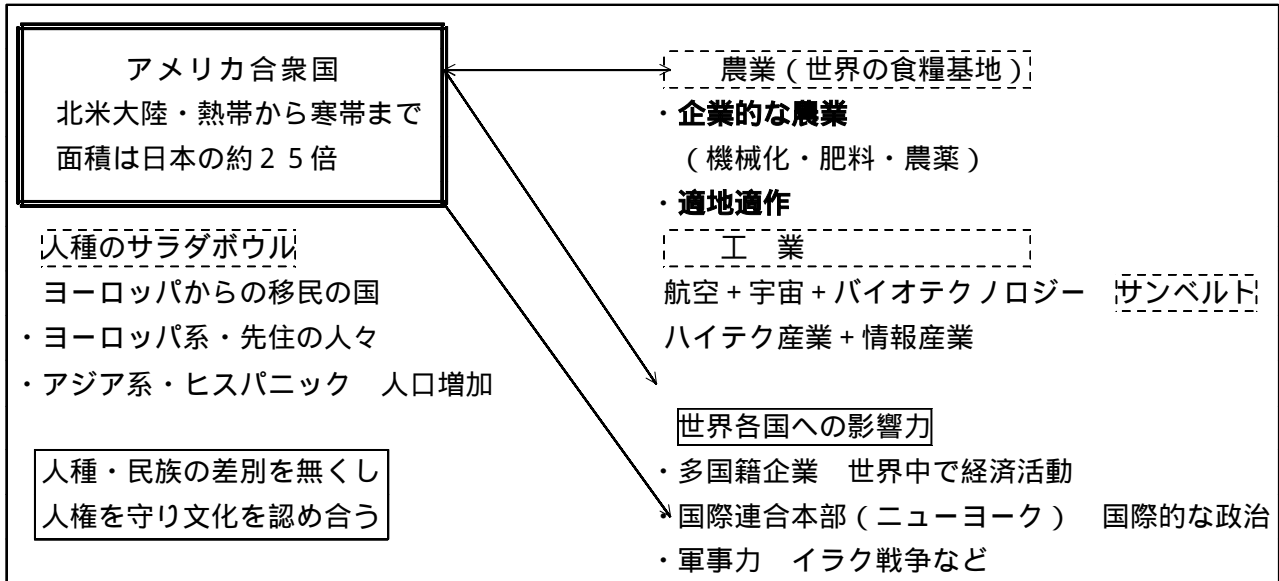 アメリカ合衆国
北米大陸・熱帯から寒帯まで
面積は日本の約２５倍
人種のサラダボウル
ヨーロッパからの移民の国
・ヨーロッパ系・先住の人々
・アジア系・ヒスパニック　人口増加
人種・民族の差別を無くし
人権を守り文化を認め合う
農業（世界の食糧基地）
・企業的な農業
（機械化・肥料・農薬）
・適地適作
工　業
航空＋宇宙＋バイオテクノロジー　サンベルト
ハイテク産業＋情報産業
世界各国への影響力
・多国籍企業　世界中で経済活動
・国際連合本部（ニューヨーク）　国際的な政治
・軍事力　イラク戦争など